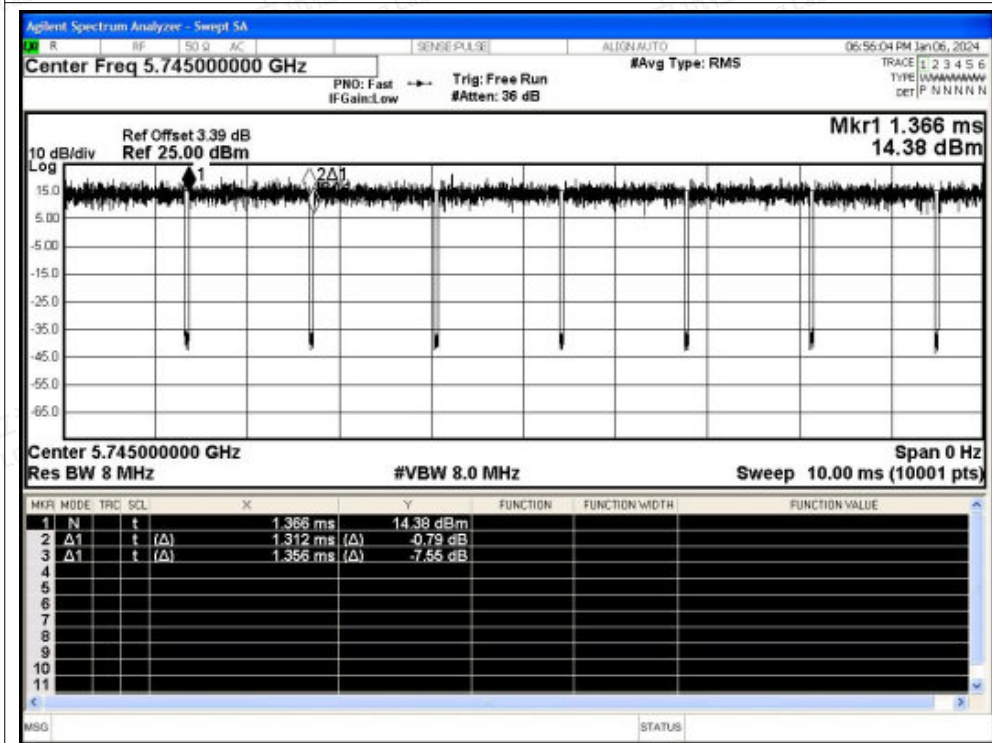 Agilent Spectrum Analyzer - Swept SA
LXI R RF 50 Ω AC SENSE:PULSE ALIGN AUTO 06:56:04 PM Jan 06, 2024
Center Freq 5.745000000 GHz #Avg Type: RMS TRACE 1 2 3 4 5 6
PNO: Fast Trig: Free Run TYPE
IFGain:Low #Atten: 36 dB DET P N N N N N
Mkr1 1.366 ms
14.38 dBm
Ref Offset 3.39 dB
10 dB/div Ref 25.00 dBm
Log
1 2Δ1
15.0
5.00
-5.00
-15.0
-25.0
-35.0
-45.0
-55.0
-65.0
Center 5.745000000 GHz Span 0 Hz
Res BW 8 MHz #VBW 8.0 MHz Sweep 10.00 ms (10001 pts)
MKR MODE TRC SCL X Y FUNCTION FUNCTION WIDTH FUNCTION VALUE
1 N t 1.366 ms 14.38 dBm
2 Δ1 t (Δ) 1.312 ms (Δ) -0.79 dB
3 Δ1 t (Δ) 1.356 ms (Δ) -7.55 dB
4
5
6
7
8
9
10
11
MSG STATUS